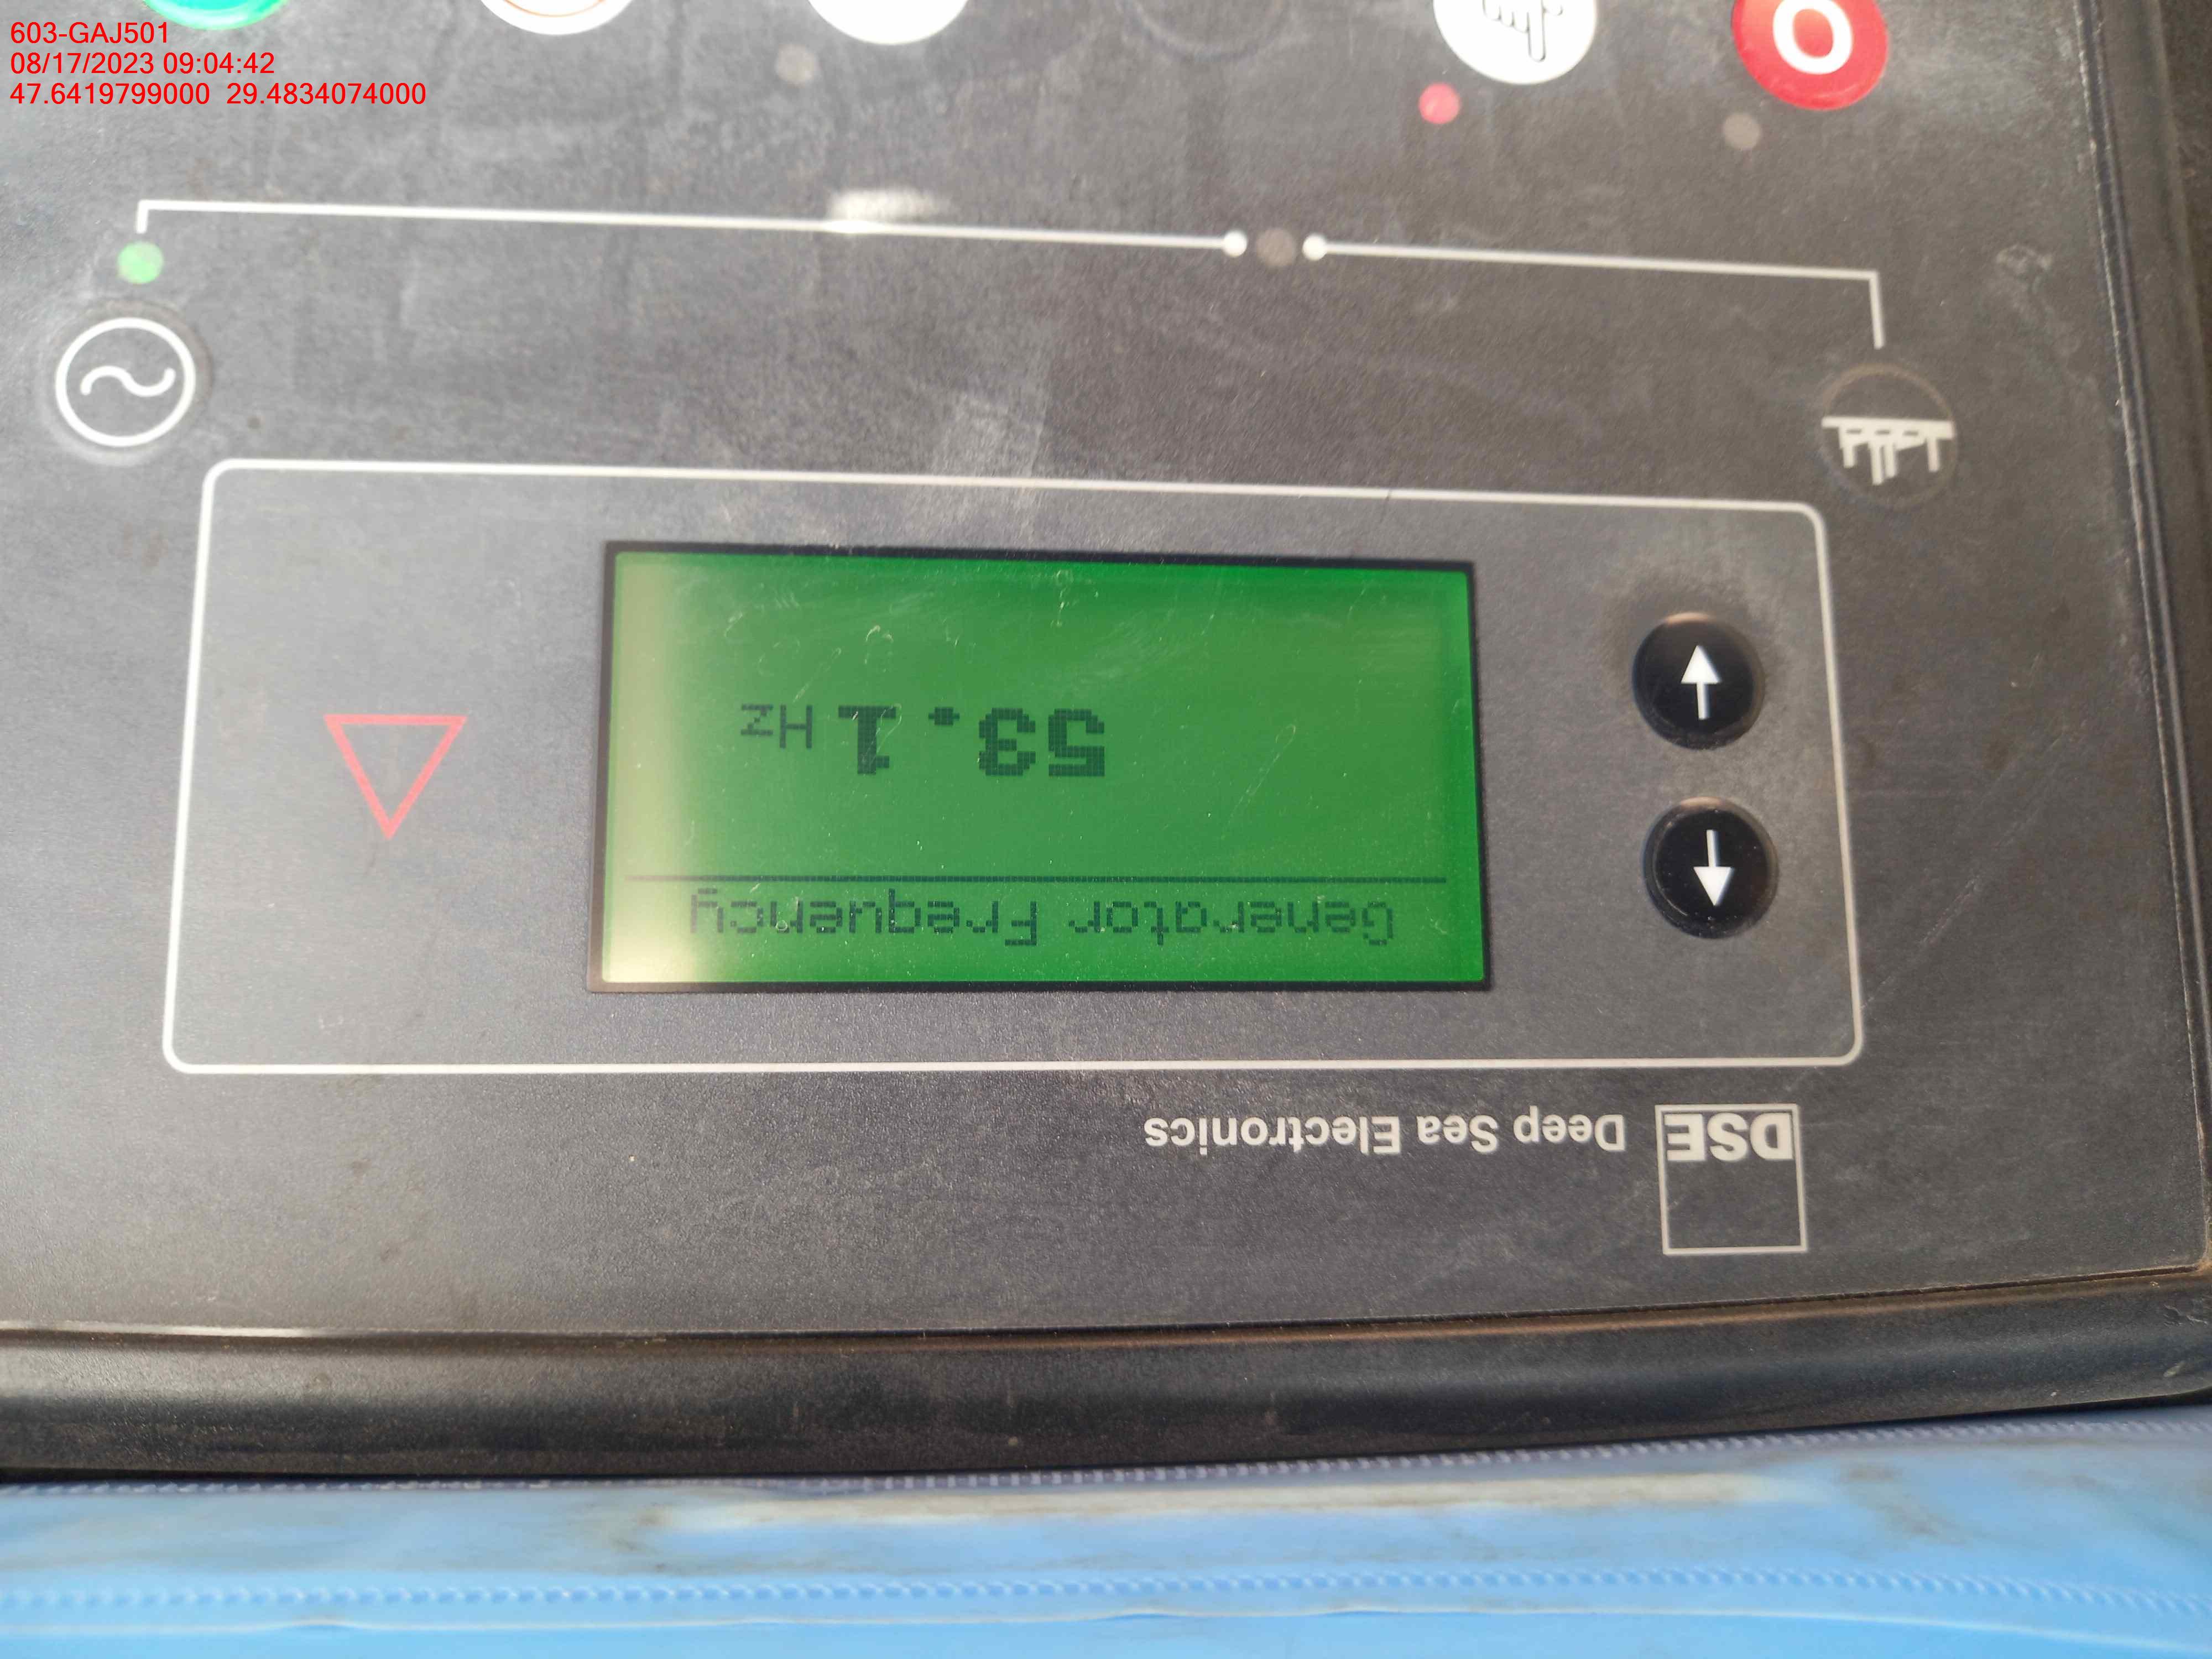 603-GAJ501
08/17/2023 09:04:42
47.6419799000 29.4834074000
DSE Deep Sea Electronics
Generator Frequency
53.1 Hz